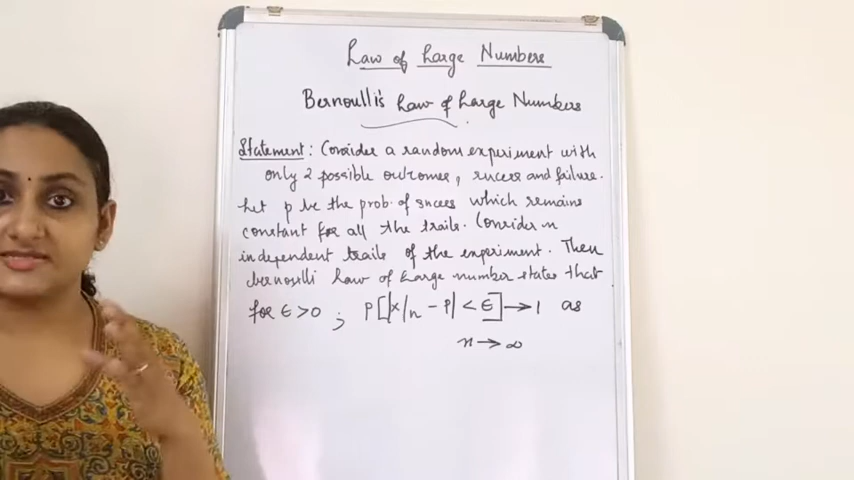 Law of Large Numbers
Bernoulli's Law of Large Numbers
Statement: Consider a random experiment with
only 2 possible outcomes, success and failure.
Let p be the prob. of success which remains
constant for all the trails. Consider n
independent trails of the experiment. Then
bernoulli Law of Large number states that
for ϵ > 0 ; P[|x/n - p| < ϵ] → 1 as
n → ∞